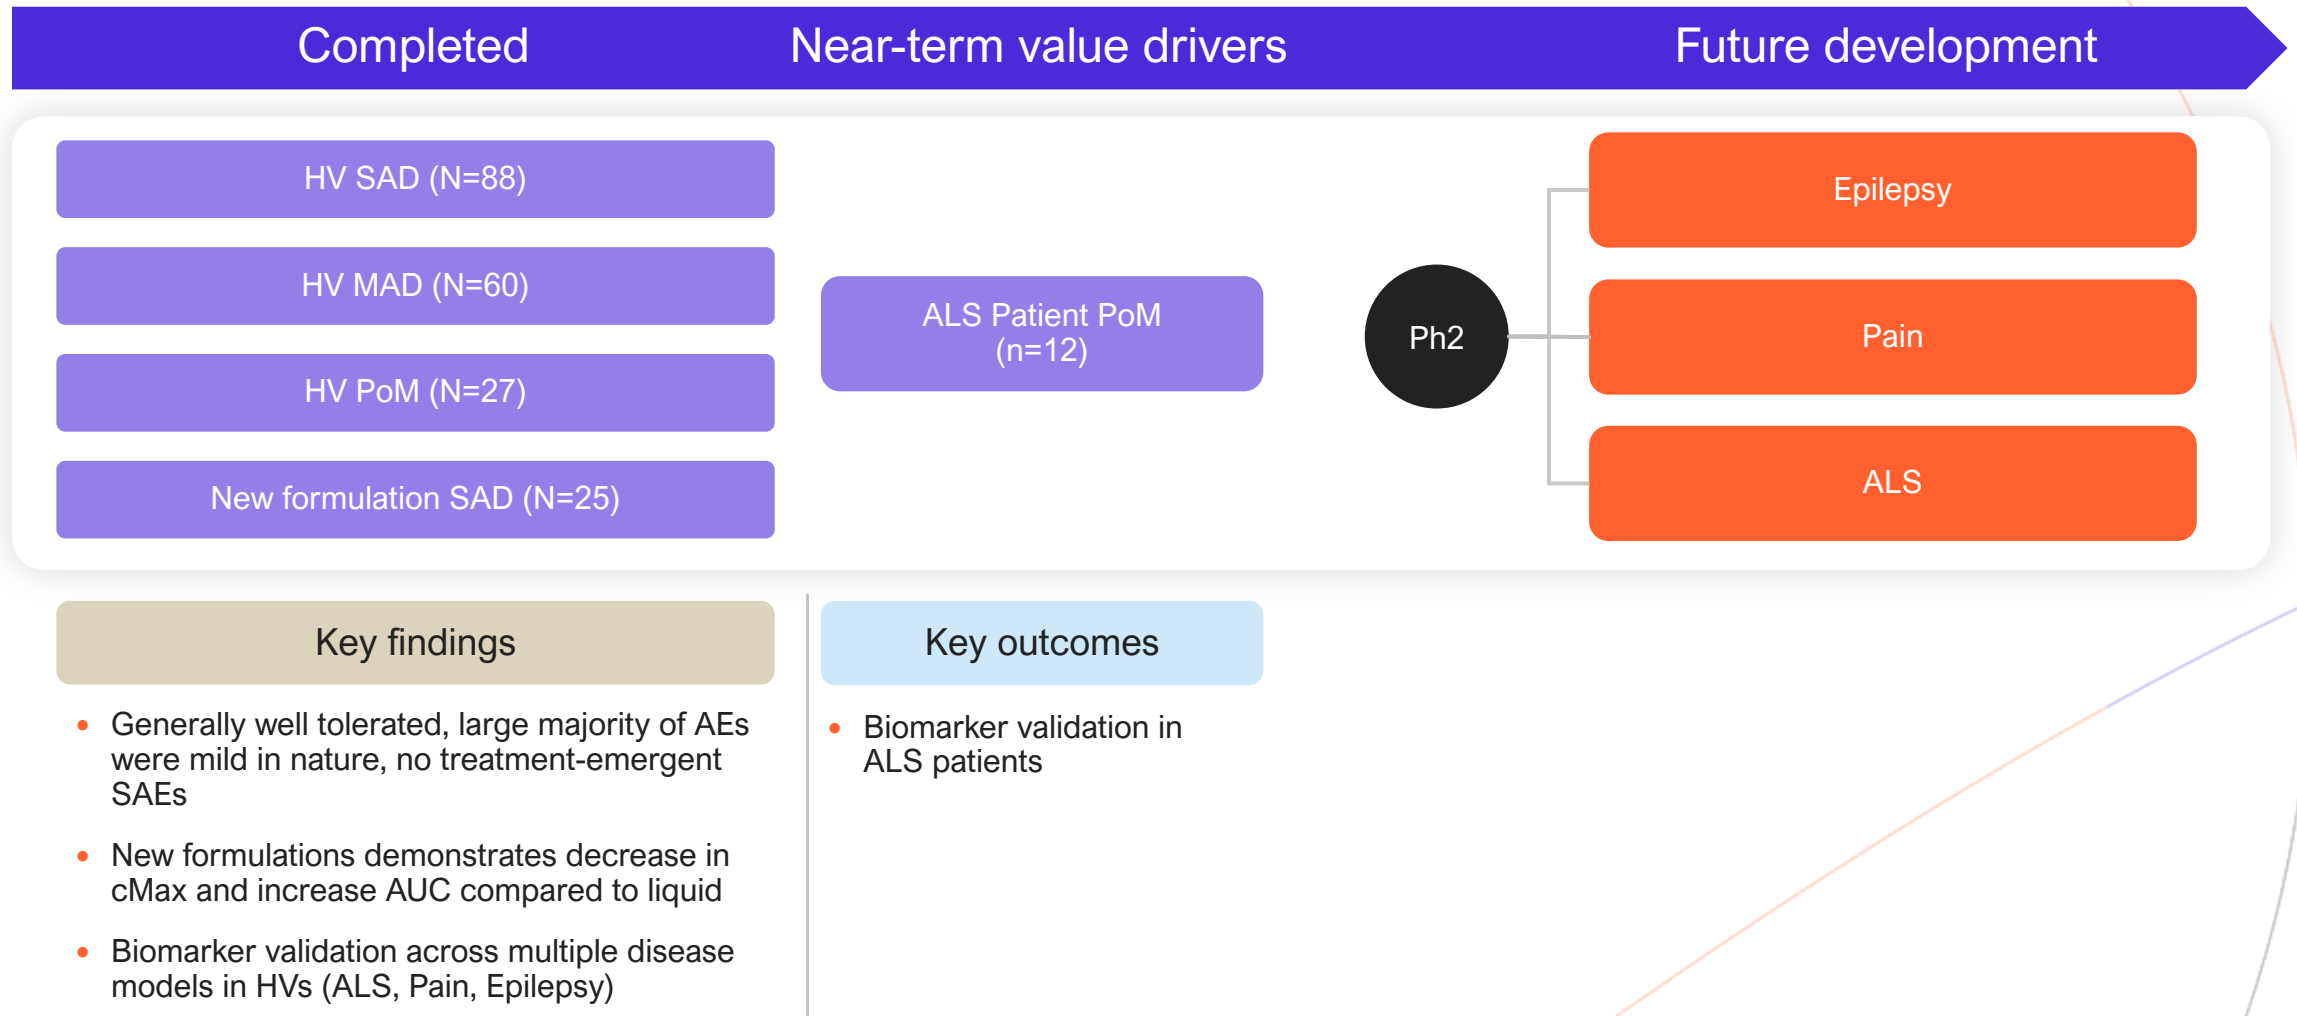 Completed
Near-term value drivers
Future development
HV SAD (N=88)
HV MAD (N=60)
HV PoM (N=27)
New formulation SAD (N=25)
ALS Patient PoM
(n=12)
Ph2
Epilepsy
Pain
ALS
Key findings
• Generally well tolerated, large majority of AEs
were mild in nature, no treatment-emergent
SAEs
• New formulations demonstrates decrease in
cMax and increase AUC compared to liquid
• Biomarker validation across multiple disease
models in HVs (ALS, Pain, Epilepsy)
Key outcomes
• Biomarker validation in
ALS patients